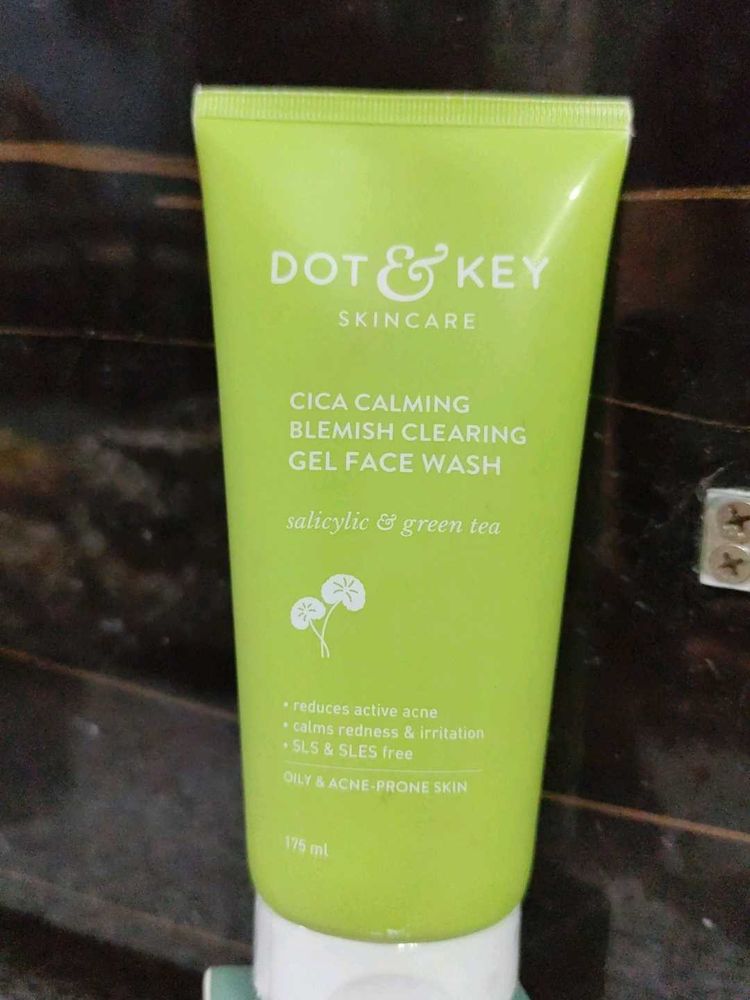 DOT & KEY
SKINCARE
CICA CALMING
BLEMISH CLEARING
GEL FACE WASH
salicylic & green tea
• reduces active acne
• calms redness & irritation
• SLS & SLES free
OILY & ACNE-PRONE SKIN
175 ml